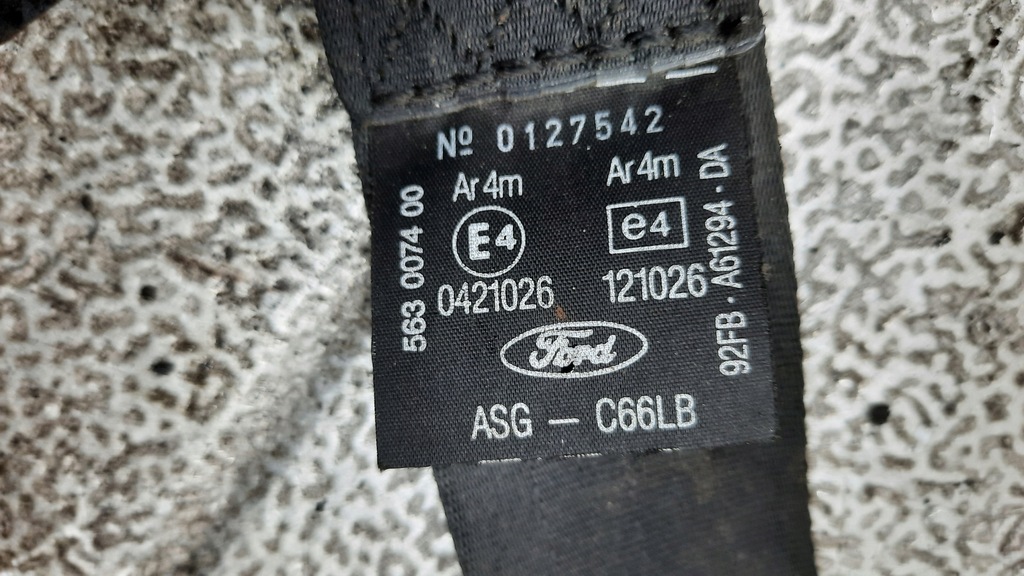 Nº 0127542
Ar4m
Ar4m
E4
e4
0421026
121026
563 0074 00
92FB · A61294 · DA
Ford
ASG — C66LB